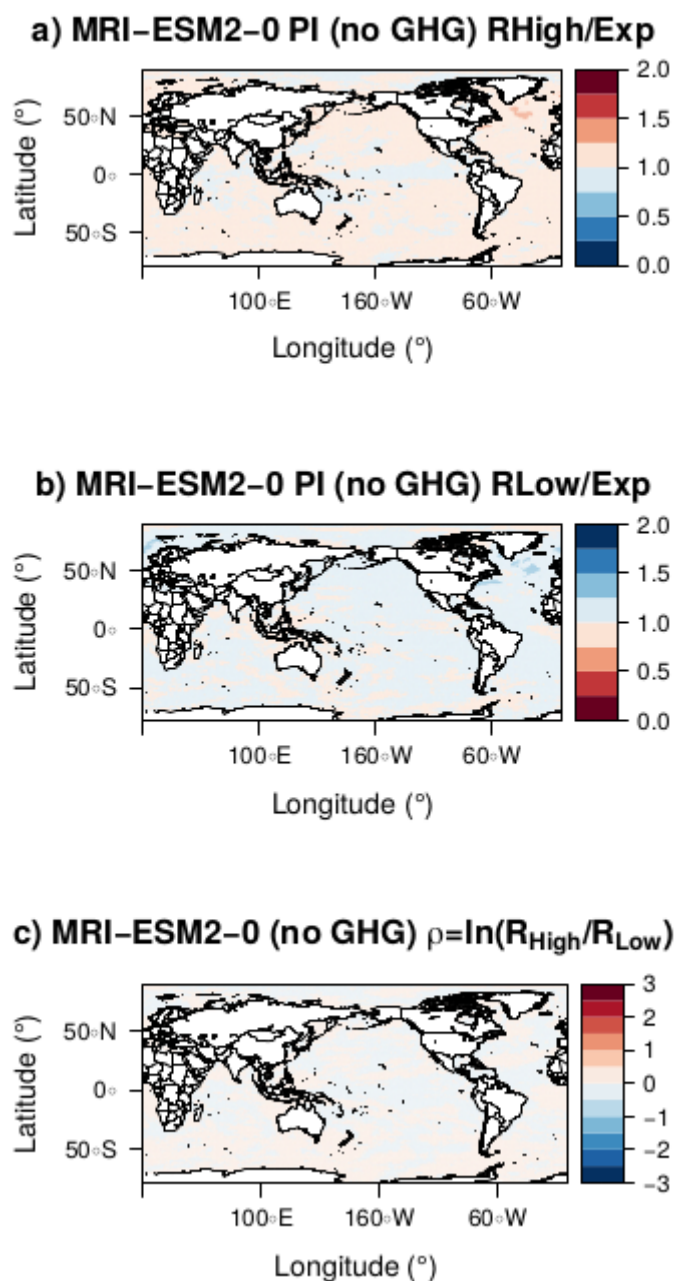 a) MRI−ESM2−0 PI (no GHG) RHigh/Exp
Latitude (°)
50◦N
0◦
50◦S
100◦E 160◦W 60◦W
Longitude (°)
2.0
1.5
1.0
0.5
0.0
b) MRI−ESM2−0 PI (no GHG) RLow/Exp
Latitude (°)
50◦N
0◦
50◦S
100◦E 160◦W 60◦W
Longitude (°)
2.0
1.5
1.0
0.5
0.0
c) MRI−ESM2−0 (no GHG) ρ=ln(RHigh/RLow)
Latitude (°)
50◦N
0◦
50◦S
100◦E 160◦W 60◦W
Longitude (°)
3
2
1
0
−1
−2
−3